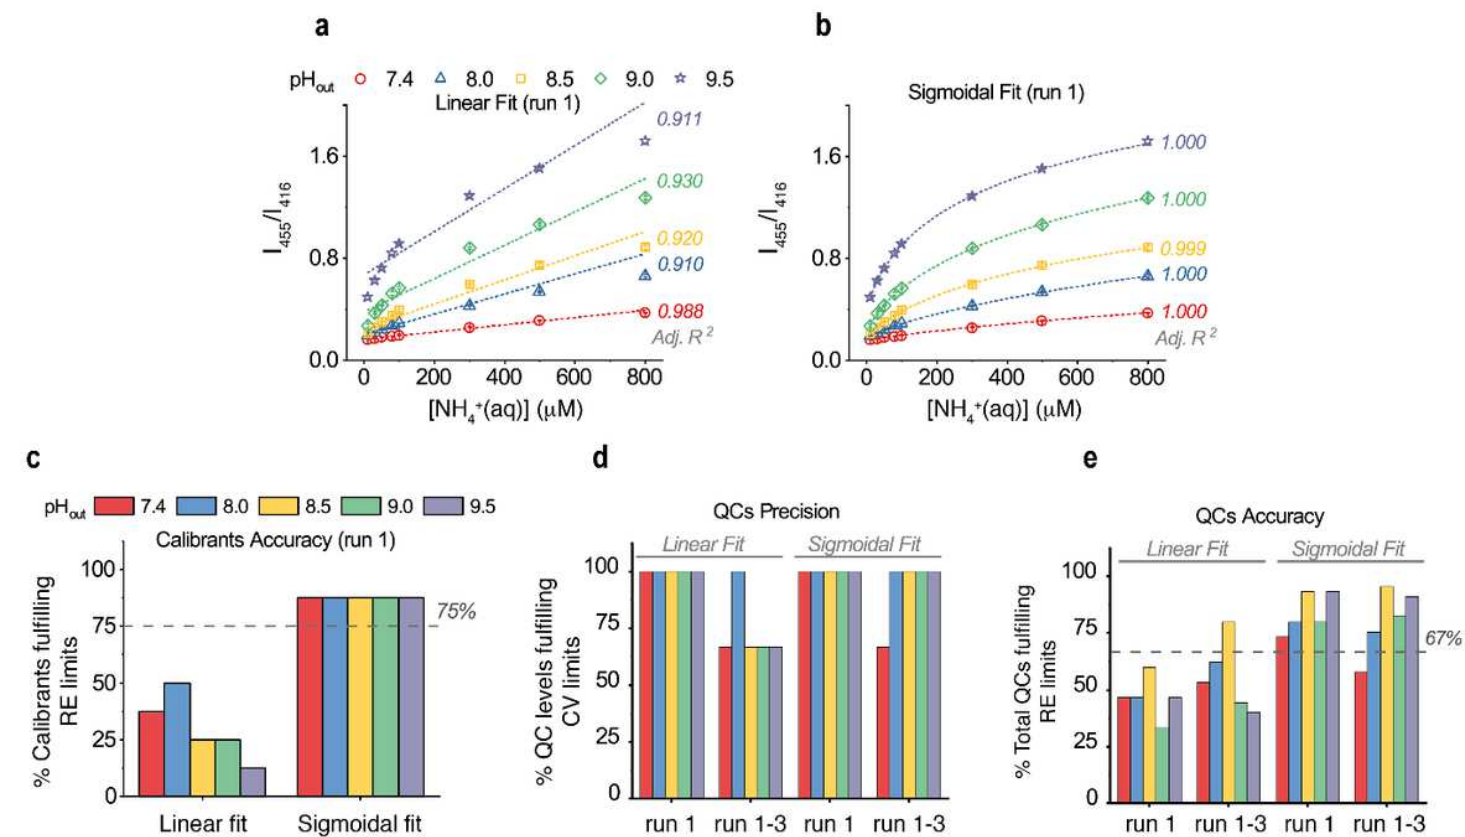 a
pHout 7.4 8.0 8.5 9.0 9.5
Linear Fit (run 1)
I455/I416
1.6
0.8
0.0
0.911
0.930
0.920
0.910
0.988
Adj. R2
0 200 400 600 800
[NH4+(aq)] (μM)
b
Sigmoidal Fit (run 1)
I455/I416
1.6
0.8
0.0
1.000
1.000
0.999
1.000
1.000
Adj. R2
0 200 400 600 800
[NH4+(aq)] (μM)
c
pHout 7.4 8.0 8.5 9.0 9.5
Calibrants Accuracy (run 1)
% Calibrants fulfilling
RE limits
100
75
50
25
0
75%
Linear fit Sigmoidal fit
d
QCs Precision
Linear Fit Sigmoidal Fit
% QC levels fulfilling
CV limits
100
75
50
25
0
run 1 run 1-3 run 1 run 1-3
e
QCs Accuracy
Linear Fit Sigmoidal Fit
% Total QCs fulfilling
RE limits
100
75
50
25
0
67%
run 1 run 1-3 run 1 run 1-3